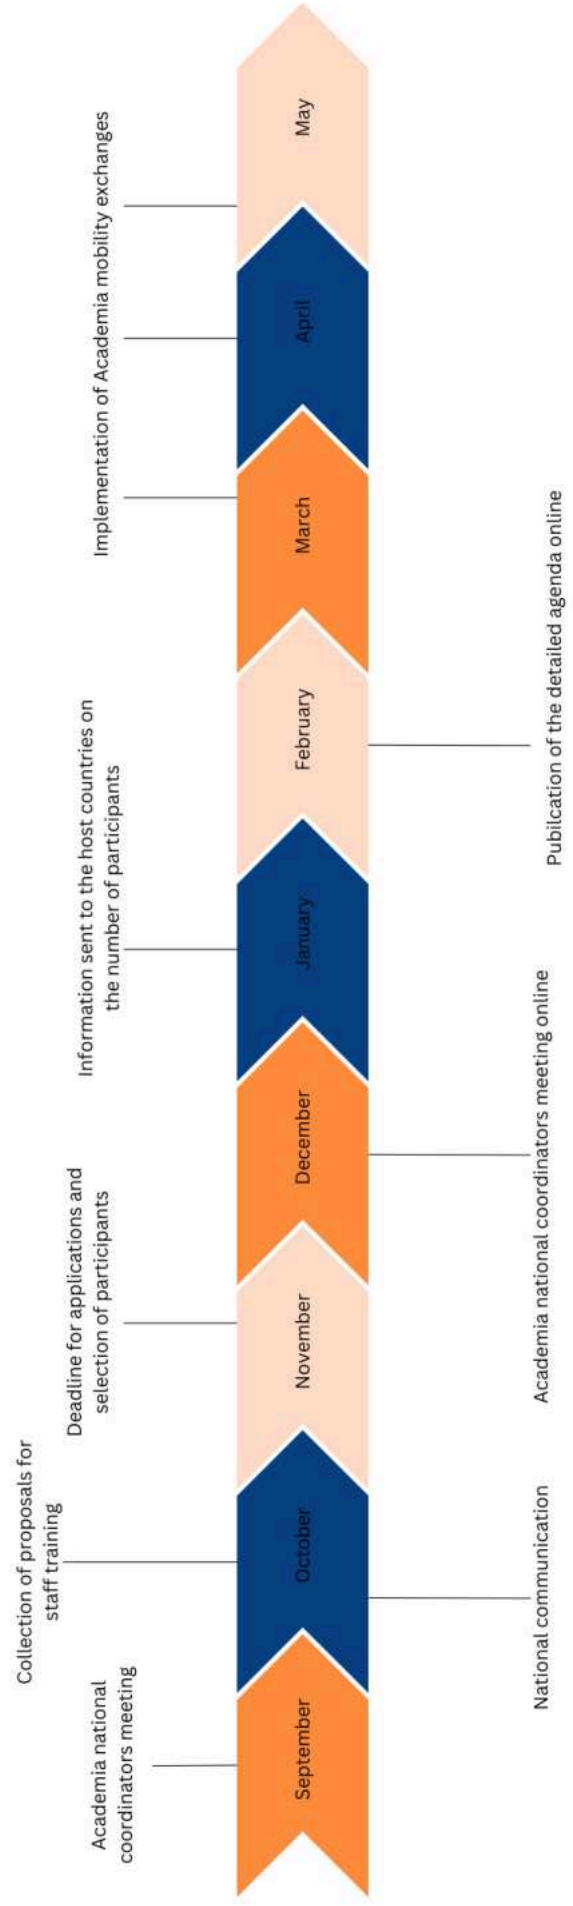 Academia national
coordinators meeting
Collection of proposals for
staff training
Deadline for applications and
selection of participants
Information sent to the host countries on
the number of participants
Implementation of Academia mobility exchanges
September
October
November
December
January
February
March
April
May
National communication
Academia national coordinators meeting online
Pubilcation of the detailed agenda online